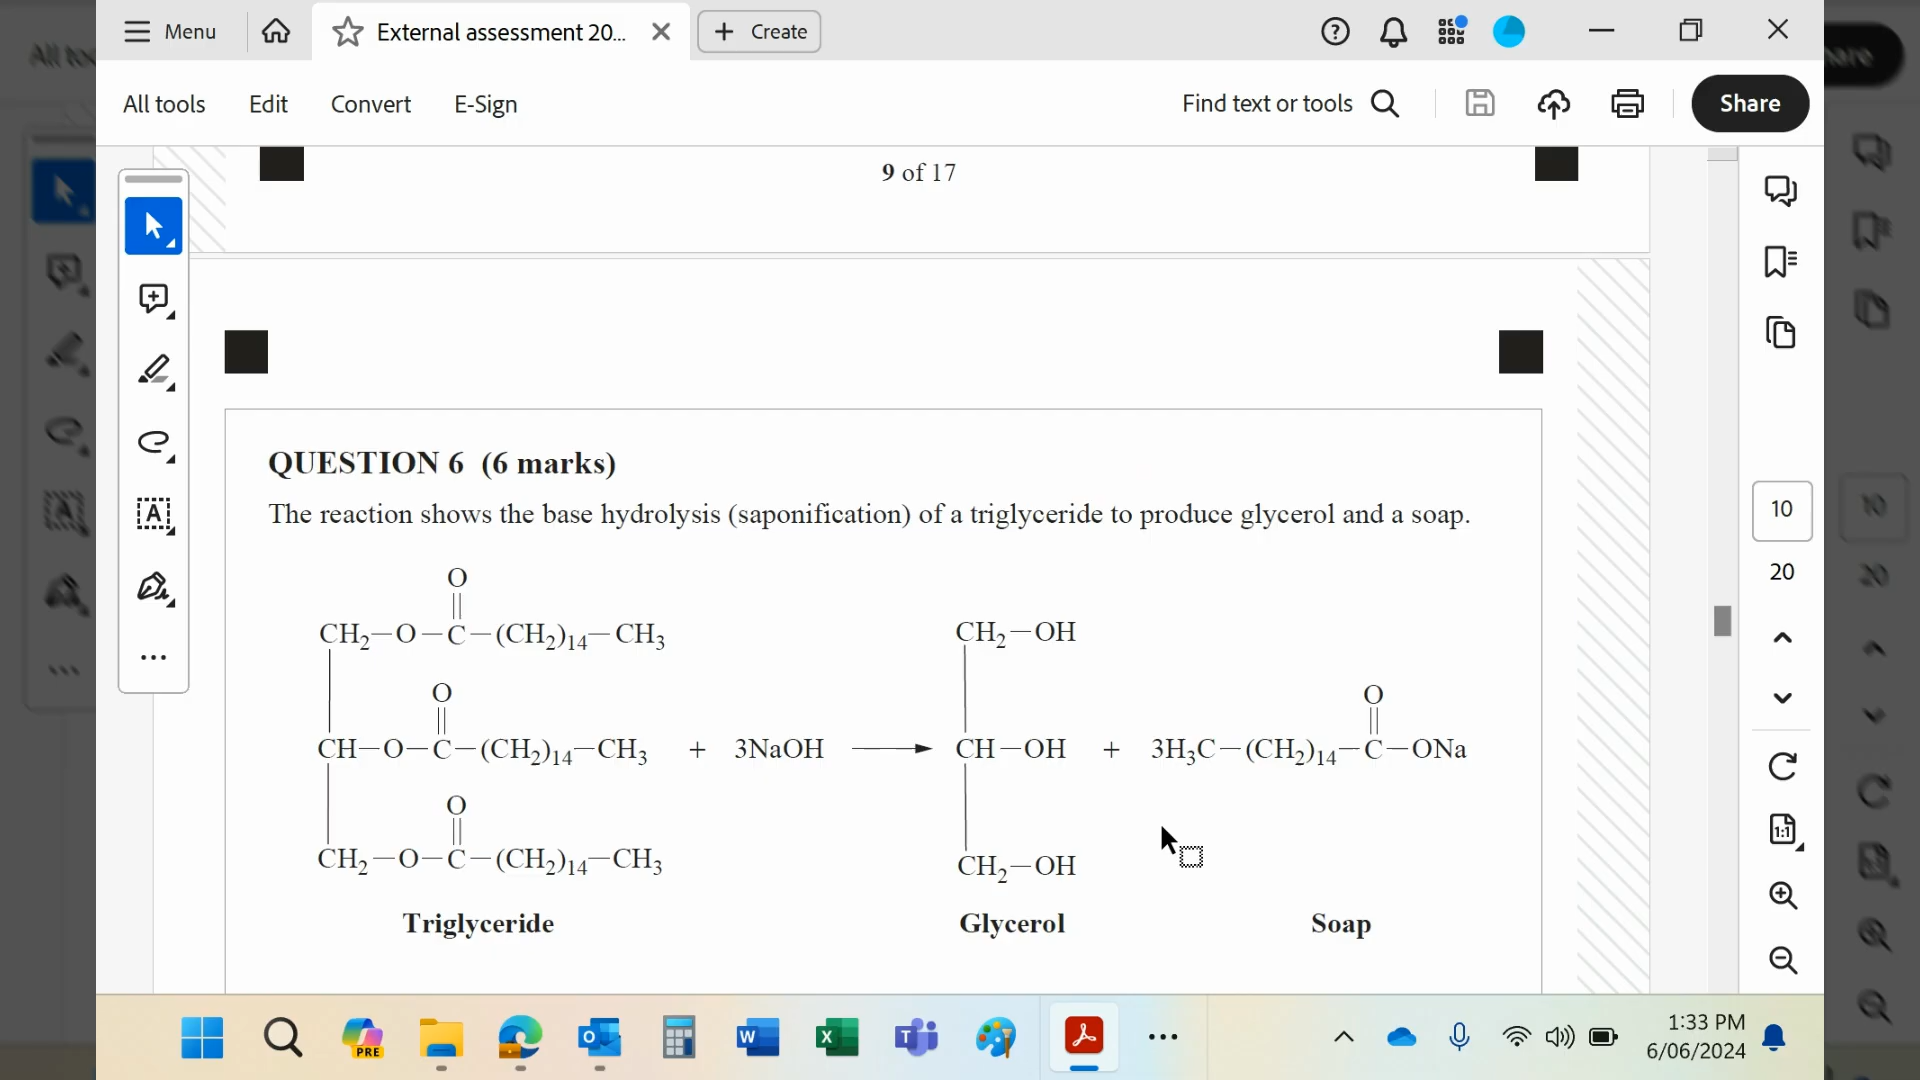 Menu
External assessment 20...
Create
All tools
Edit
Convert
E-Sign
Find text or tools
Share
9 of 17
QUESTION 6 (6 marks)
The reaction shows the base hydrolysis (saponification) of a triglyceride to produce glycerol and a soap.
O
CH₂—O—C—(CH₂)₁₄—CH₃
CH₂—OH
O
O
CH—O—C—(CH₂)₁₄—CH₃ + 3NaOH ⟶ CH—OH + 3H₃C—(CH₂)₁₄—C—ONa
O
CH₂—O—C—(CH₂)₁₄—CH₃
CH₂—OH
Triglyceride
Glycerol
Soap
10
20
1:1
PRE
1:33 PM
6/06/2024